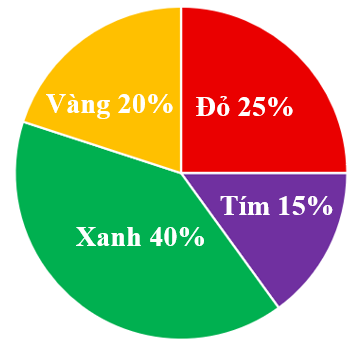 Vàng 20%
Đỏ 25%
Tím 15%
Xanh 40%